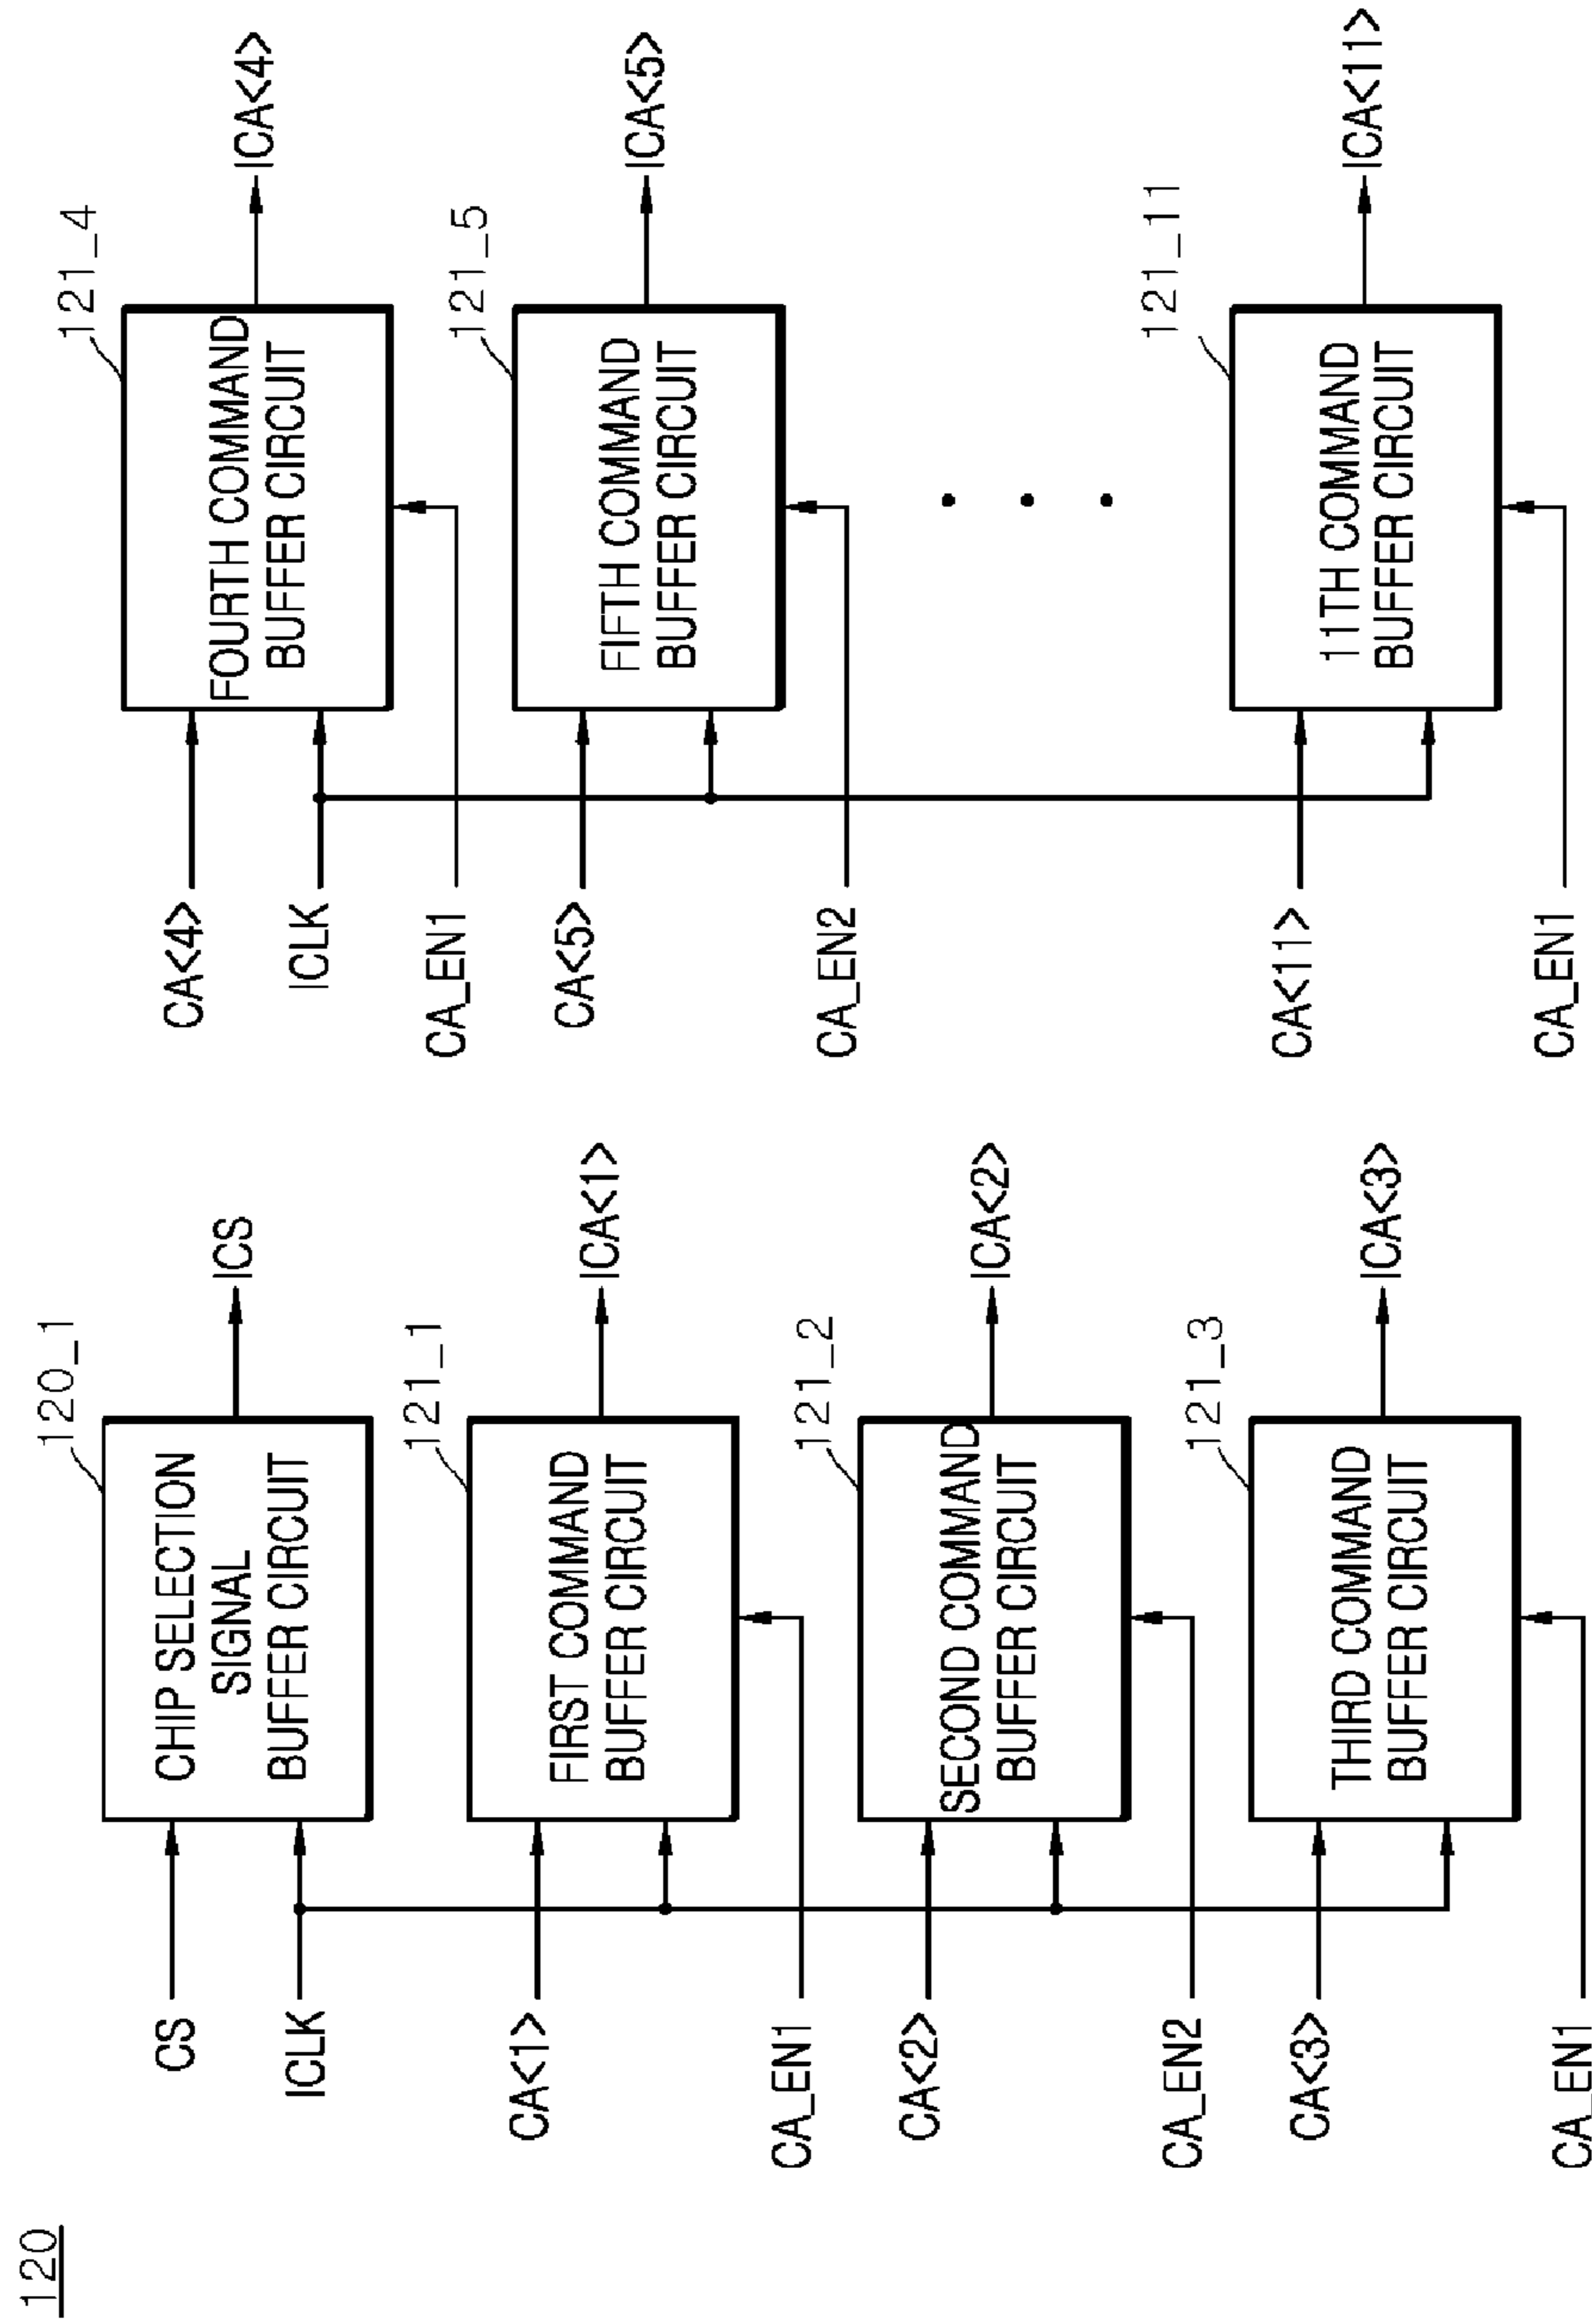 120
120_1
CS
CHIP SELECTION
SIGNAL
BUFFER CIRCUIT
ICS
ICLK
121_1
CA<1>
FIRST COMMAND
BUFFER CIRCUIT
ICA<1>
CA_EN1
121_2
CA<2>
SECOND COMMAND
BUFFER CIRCUIT
ICA<2>
CA_EN2
121_3
CA<3>
THIRD COMMAND
BUFFER CIRCUIT
ICA<3>
CA_EN1
121_4
CA<4>
FOURTH COMMAND
BUFFER CIRCUIT
ICA<4>
ICLK
CA_EN1
121_5
CA<5>
FIFTH COMMAND
BUFFER CIRCUIT
ICA<5>
CA_EN2
121_11
CA<11>
11TH COMMAND
BUFFER CIRCUIT
ICA<11>
CA_EN1